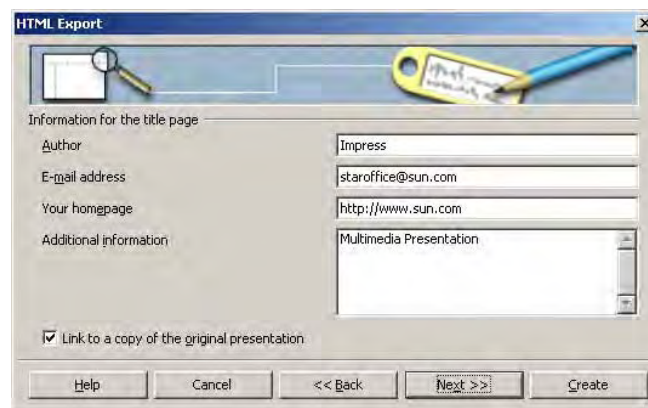 HTML Export
Information for the title page
Author
Impress
E-mail address
staroffice@sun.com
Your homepage
http://www.sun.com
Additional information
Multimedia Presentation
Link to a copy of the original presentation
Help
Cancel
<< Back
Next >>
Create